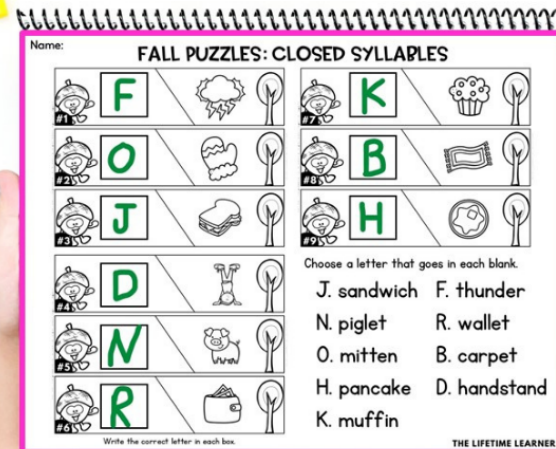 Name:
FALL PUZZLES: CLOSED SYLLABLES
#1 F
#2 O
#3 J
#4 D
#5 N
#6 R
Write the correct letter in each box.
#7 K
#8 B
#9 H
Choose a letter that goes in each blank.
J. sandwich F. thunder
N. piglet R. wallet
O. mitten B. carpet
H. pancake D. handstand
K. muffin
THE LIFETIME LEARNER